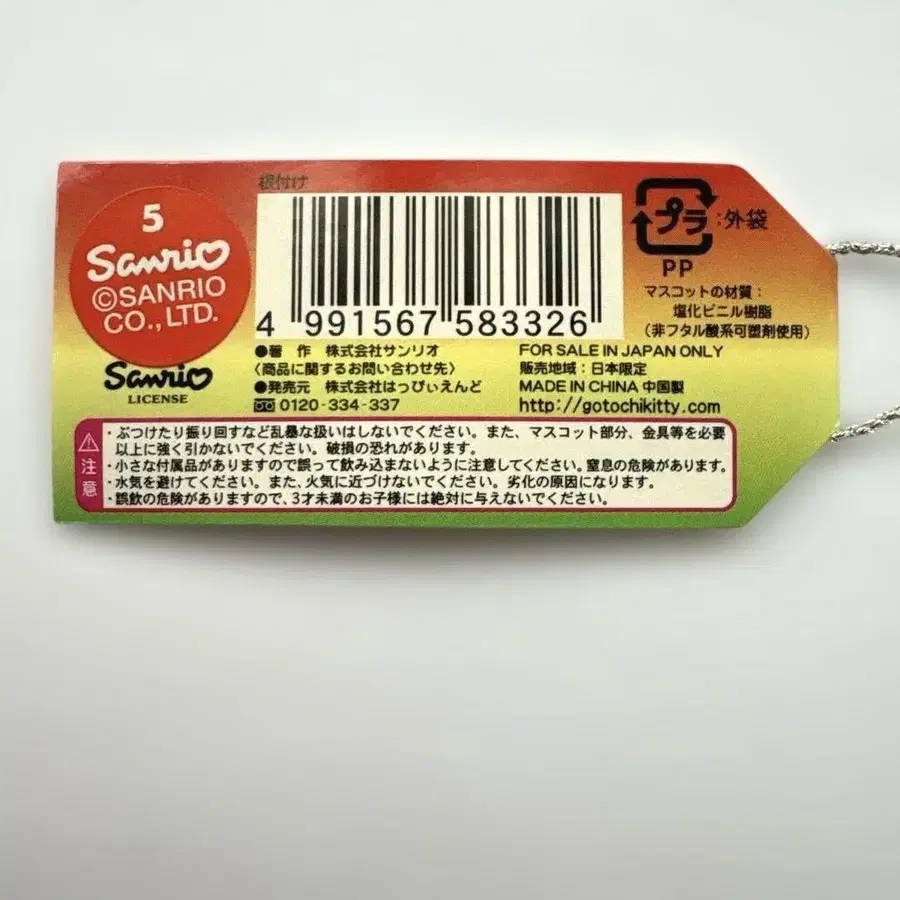 根付け
5
Sanrio
©SANRIO
CO., LTD.
Sanrio
LICENSE
4 991567 583326
プラ:外袋
PP
マスコットの材質:
塩化ビニル樹脂
(非フタル酸系可塑剤使用)
●著 作 株式会社サンリオ
〈商品に関するお問い合わせ先〉
●発売元 株式会社はっぴぃえんど
0120-334-337
FOR SALE IN JAPAN ONLY
販売地域:日本限定
MADE IN CHINA 中国製
http://gotochikitty.com
注意
・ぶつけたり振り回すなど乱暴な扱いはしないでください。また、マスコット部分、金具等を必要
以上に強く引かないでください。破損の恐れがあります。
・小さな付属品がありますので誤って飲み込まないように注意してください。窒息の危険があります。
・水気を避けてください。また、火気に近づけないでください。劣化の原因になります。
・誤飲の危険がありますので、3才未満のお子様には絶対に与えないでください。